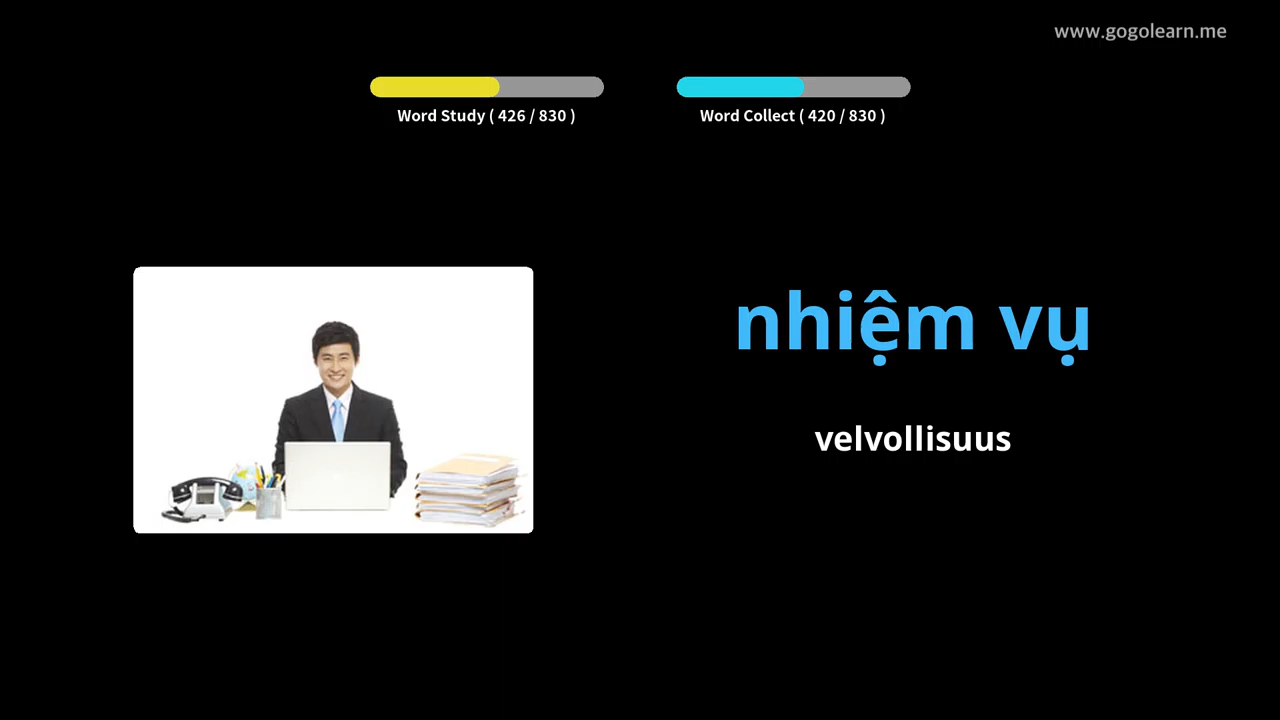 www.gogolearn.me
Word Study ( 426 / 830 )
Word Collect ( 420 / 830 )
nhiệm vụ
velvollisuus